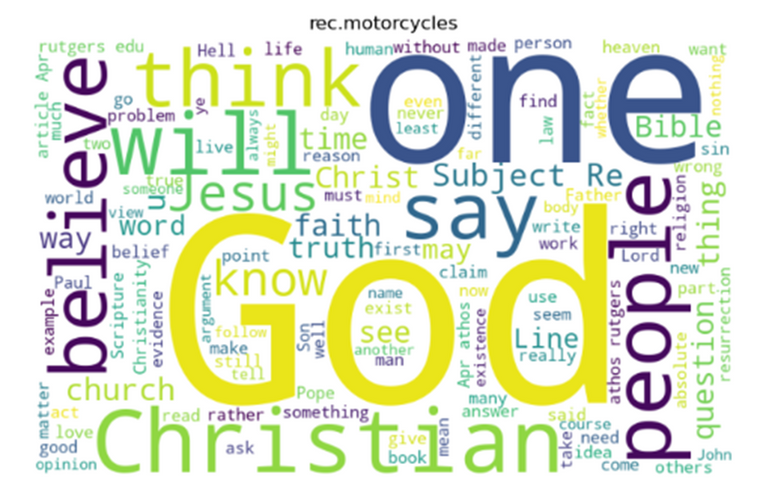 rec.motorcycles
rutgers edu
Hell
life
human
without
made
person
heaven
want
article Apr
much
believe
go
ye
think
one
even
never
least
different
find
law
fact
whether
nothing
problem
two
will
live
always
might
day
time
reason
far
Bible
sin
true
someone
Jesus
Christ
must
mind
Subject Re
Father
body
wrong
religion
thing
world
view
u
word
faith
say
write
work
right
Lord
people
way
belief
truth
first
may
point
know
claim
new
part
Paul
God
name
exist
now
use
seem
resurrection
example
Scripture
Christianity
evidence
argument
follow
make
still
tell
Son
well
see
another
man
Apr athos
existence
Line
really
athos rutgers
absolute
question
church
Pope
many
answer
said
matter
act
love
good
opinion
Christian
read
rather
something
ask
give
book
mean
take
course
need
idea
come
John
others